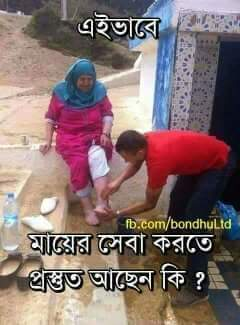 এইভাবে
fb.com/bondhuLtd
মায়ের সেবা করতে
প্রস্তুত আছেন কি ?